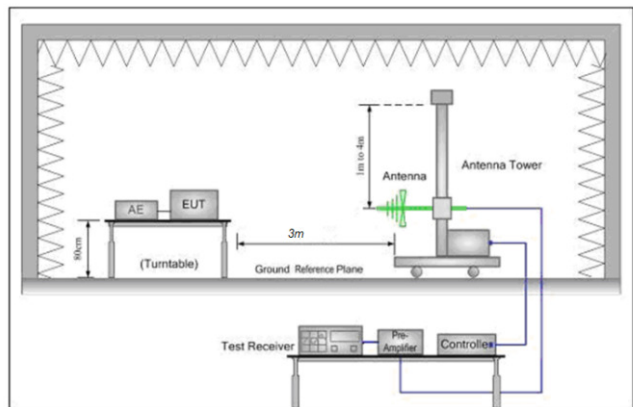 1m to 4m
Antenna
Antenna Tower
AE
EUT
80cm
(Turntable)
3m
Ground Reference Plane
Test Receiver
Pre-
Amplifier
Controller